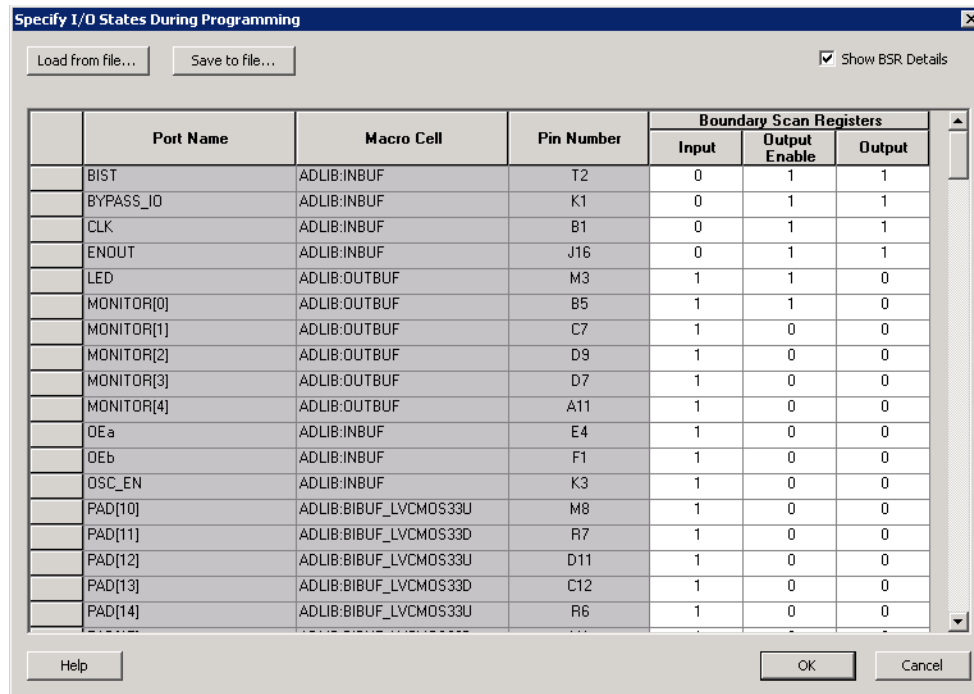 Specify I/O States During Programming
Load from file... Save to file... Show BSR Details
Port Name Macro Cell Pin Number Boundary Scan Registers
Input Output Enable Output
BIST ADLIB:INBUF T2 0 1 1
BYPASS_IO ADLIB:INBUF K1 0 1 1
CLK ADLIB:INBUF B1 0 1 1
ENOUT ADLIB:INBUF J16 0 1 1
LED ADLIB:OUTBUF M3 1 1 0
MONITOR[0] ADLIB:OUTBUF B5 1 1 0
MONITOR[1] ADLIB:OUTBUF C7 1 0 0
MONITOR[2] ADLIB:OUTBUF D9 1 0 0
MONITOR[3] ADLIB:OUTBUF D7 1 0 0
MONITOR[4] ADLIB:OUTBUF A11 1 0 0
OEa ADLIB:INBUF E4 1 0 0
OEb ADLIB:INBUF F1 1 0 0
OSC_EN ADLIB:INBUF K3 1 0 0
PAD[10] ADLIB:BIBUF_LVCMOS33U M8 1 0 0
PAD[11] ADLIB:BIBUF_LVCMOS33D R7 1 0 0
PAD[12] ADLIB:BIBUF_LVCMOS33U D11 1 0 0
PAD[13] ADLIB:BIBUF_LVCMOS33D C12 1 0 0
PAD[14] ADLIB:BIBUF_LVCMOS33U R6 1 0 0
Help OK Cancel